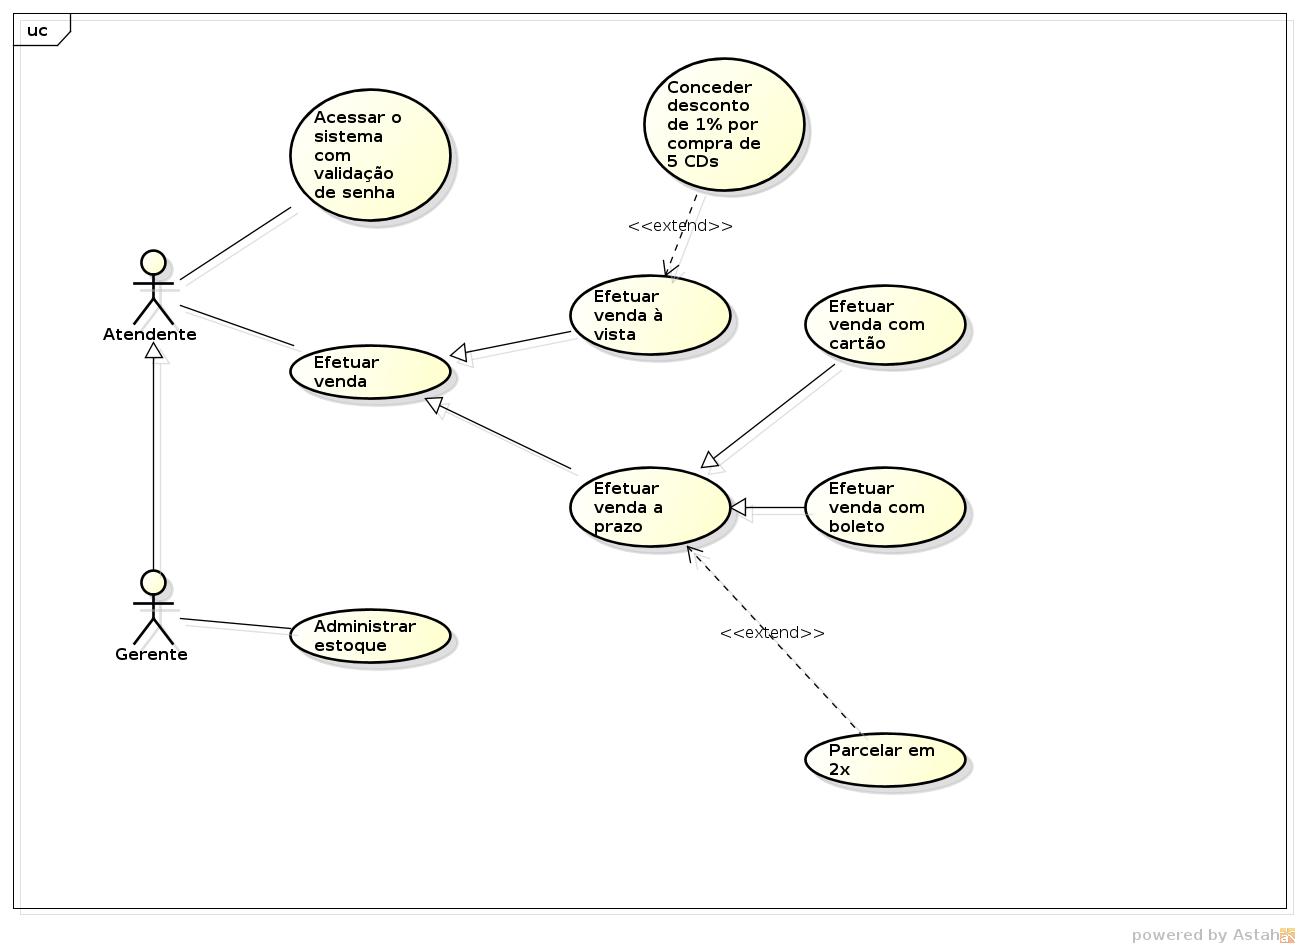 uc
Conceder
desconto
de 1% por
compra de
5 CDs
Acessar o
sistema
com
validação
de senha
<<extend>>
Atendente
Efetuar
venda à
vista
Efetuar
venda com
cartão
Efetuar
venda
Efetuar
venda a
prazo
Efetuar
venda com
boleto
Gerente
Administrar
estoque
<<extend>>
Parcelar em
2x
powered by Astah